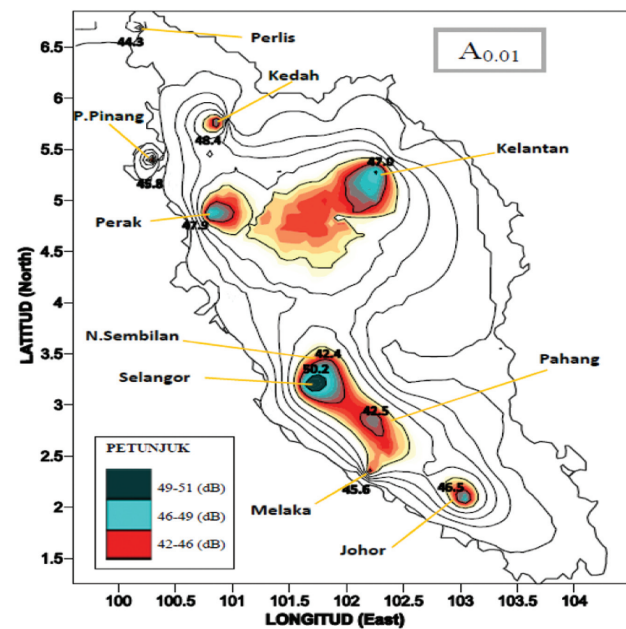 A0.01
Perlis
44.3
Kedah
P.Pinang
48.4
47.0
Kelantan
45.8
Perak
47.9
N.Sembilan
42.4
50.2
Selangor
Pahang
42.5
Melaka
45.6
46.5
Johor
PETUNJUK
49-51 (dB)
46-49 (dB)
42-46 (dB)
LATITUD (North)
6.5
6
5.5
5
4.5
4
3.5
3
2.5
2
1.5
100 100.5 101 101.5 102 102.5 103 103.5 104
LONGITUD (East)